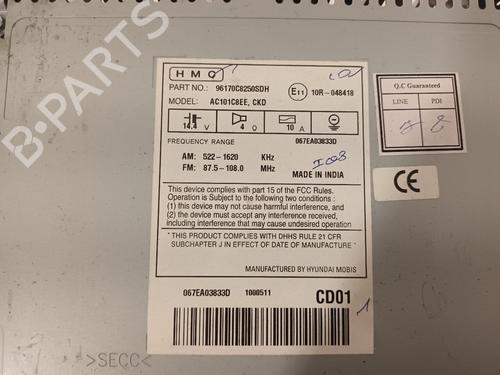 HMC
PART NO.: 96170C8250SDH
MODEL: AC101C8EE, CKD
E11 10R-048418
14.4 V
4 Ω
10 A
FREQUENCY RANGE
067EA03833D
AM: 522-1620 KHz
FM: 87.5-108.0 MHz
MADE IN INDIA
This device complies with part 15 of the FCC Rules.
Operation is Subject to the following two conditions:
(1) this device may not cause harmful interference, and
(2) the device must accept any interference received,
including interference that may cause undesired operation
" THIS PRODUCT COMPLIES WITH DHHS RULE 21 CFR
SUBCHAPTER J IN EFFECT OF DATE OF MANUFACTURE "
MANUFACTURED BY HYUNDAI MOBIS
067EA03833D 1000511 CD01
Q.C Guaranteed
LINE PDI
CE
>SECC<
B-PARTS